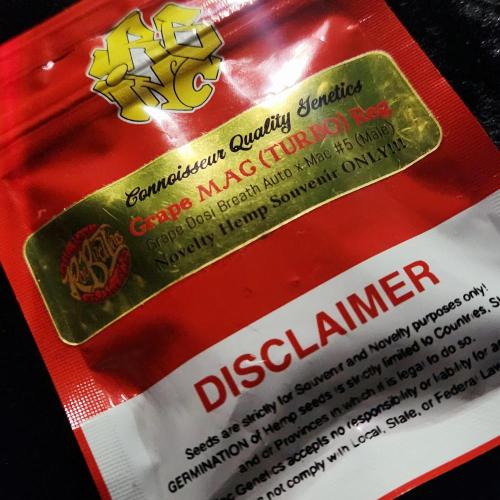 RE
INC
Connoisseur Quality Genetics
Grape M.A.C (TURBO) Reg
Grape Dosi Breath Auto x Mac #5 (Male)
Novelty Hemp Souvenir ONLY!!!
DISCLAIMER
Seeds are strictly for Souvenir and Novelty purposes only!
GERMINATION of Hemp seeds is strictly limited to Countries, St
and or Provinces in which it is legal to do so.
Inc Genetics accepts no responsibility or liability for a
not comply with Local, State, or Federal Law